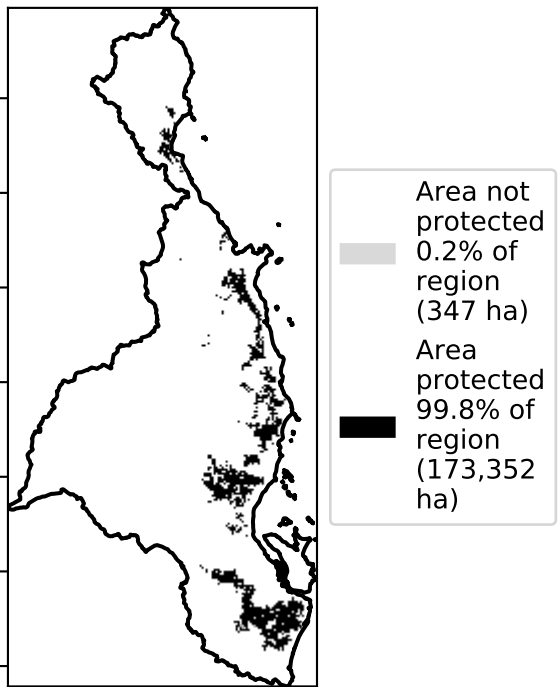 Area not
protected
0.2% of
region
(347 ha)
Area
protected
99.8% of
region
(173,352
ha)